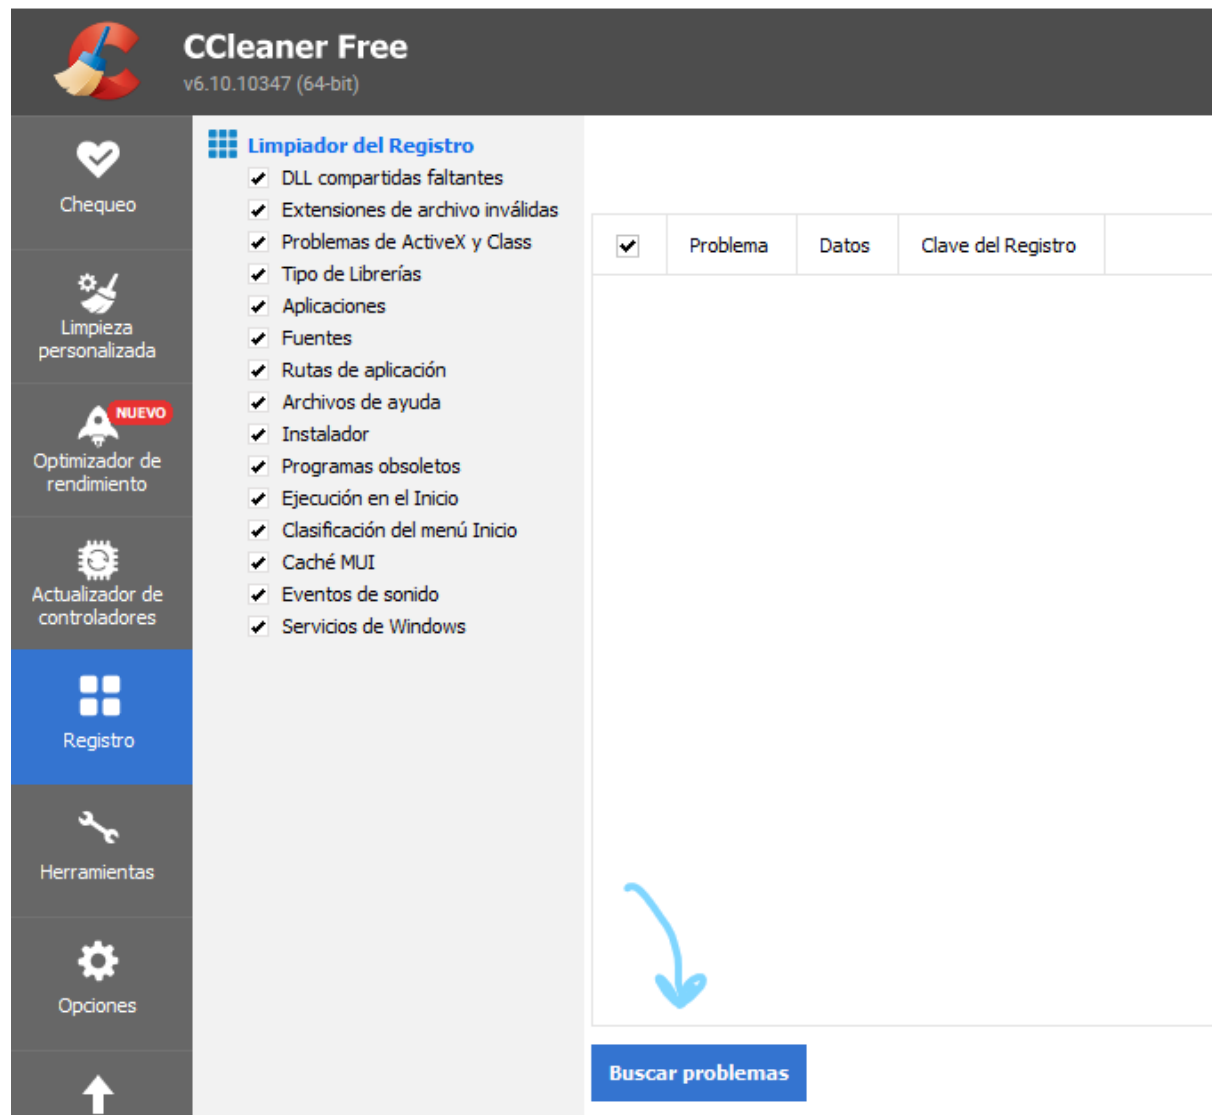 CCleaner Free
v6.10.10347 (64-bit)
Chequeo
Limpieza
personalizada
NUEVO
Optimizador de
rendimiento
Actualizador de
controladores
Registro
Herramientas
Opciones
Limpiador del Registro
DLL compartidas faltantes
Extensiones de archivo inválidas
Problemas de ActiveX y Class
Tipo de Librerías
Aplicaciones
Fuentes
Rutas de aplicación
Archivos de ayuda
Instalador
Programas obsoletos
Ejecución en el Inicio
Clasificación del menú Inicio
Caché MUI
Eventos de sonido
Servicios de Windows
Problema Datos Clave del Registro
Buscar problemas